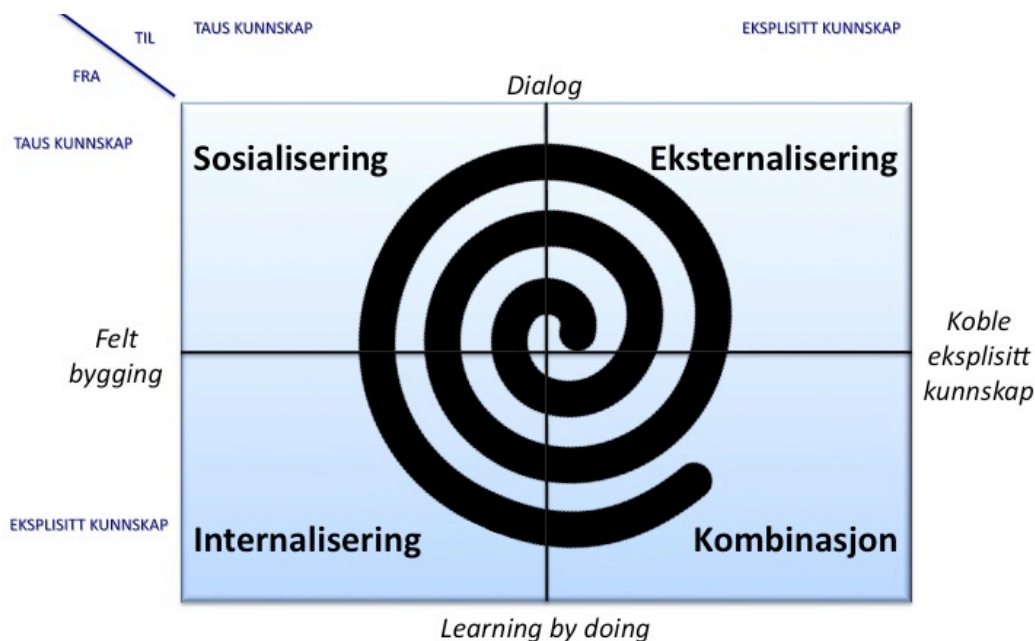 TIL
TAUS KUNNSKAP
EKSPLISITT KUNNSKAP
FRA
Dialog
TAUS KUNNSKAP
Sosialisering
Eksternalisering
Felt
bygging
Koble
eksplisitt
kunnskap
EKSPLISITT KUNNSKAP
Internalisering
Kombinasjon
Learning by doing